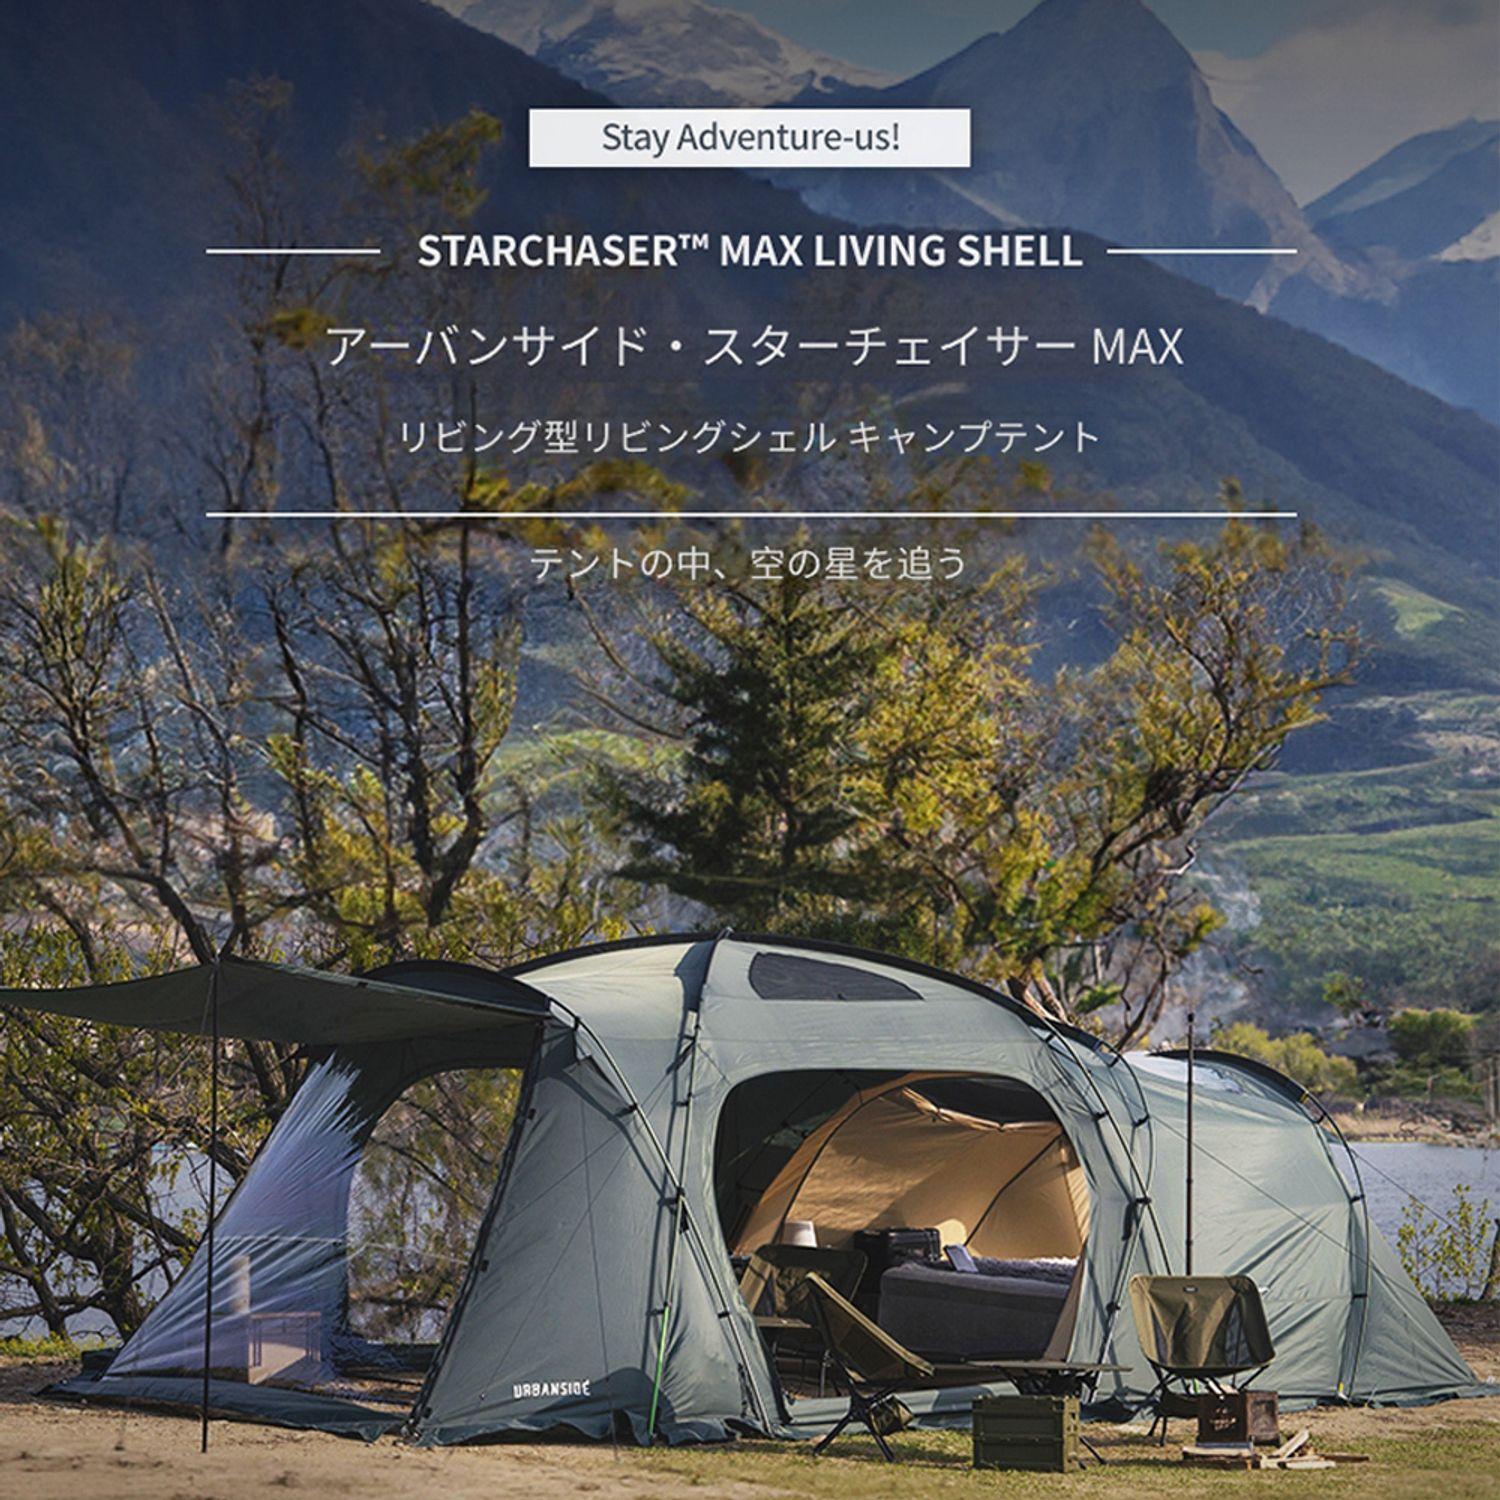 Stay Adventure-us!
STARCHASER™ MAX LIVING SHELL
アーバンサイド・スターチェイサー MAX
リビング型リビングシェル キャンプテント
テントの中、空の星を追う
URBANSIDE